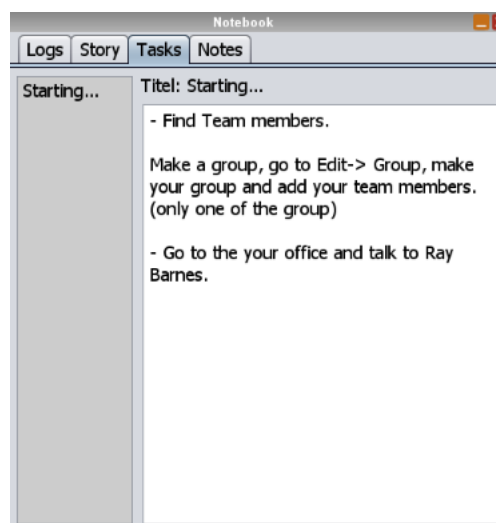 Notebook
Logs Story Tasks Notes
Starting...
Titel: Starting...
- Find Team members.
Make a group, go to Edit-> Group, make
your group and add your team members.
(only one of the group)
- Go to the your office and talk to Ray
Barnes.